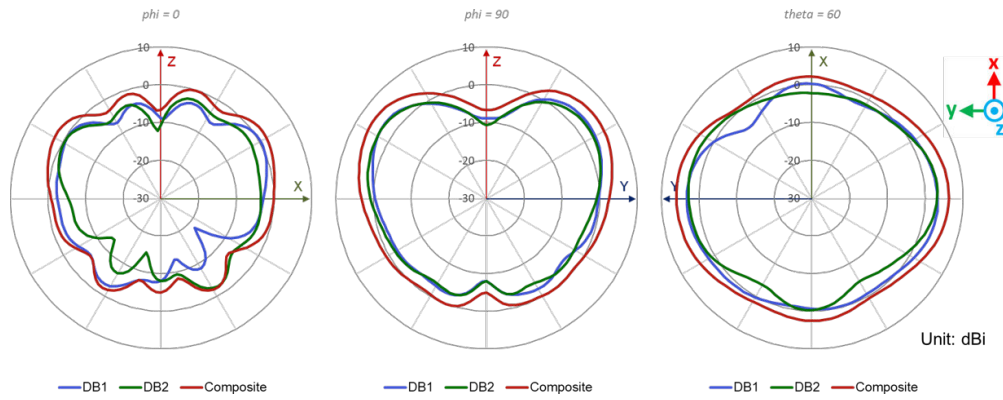 phi = 0
10
Z
0
-10
-20
-30
X
DB1 DB2 Composite
phi = 90
10
Z
0
-10
-20
-30
Y
DB1 DB2 Composite
theta = 60
10
X
0
-10
-20
-30
Y
x
y
z
Unit: dBi
DB1 DB2 Composite